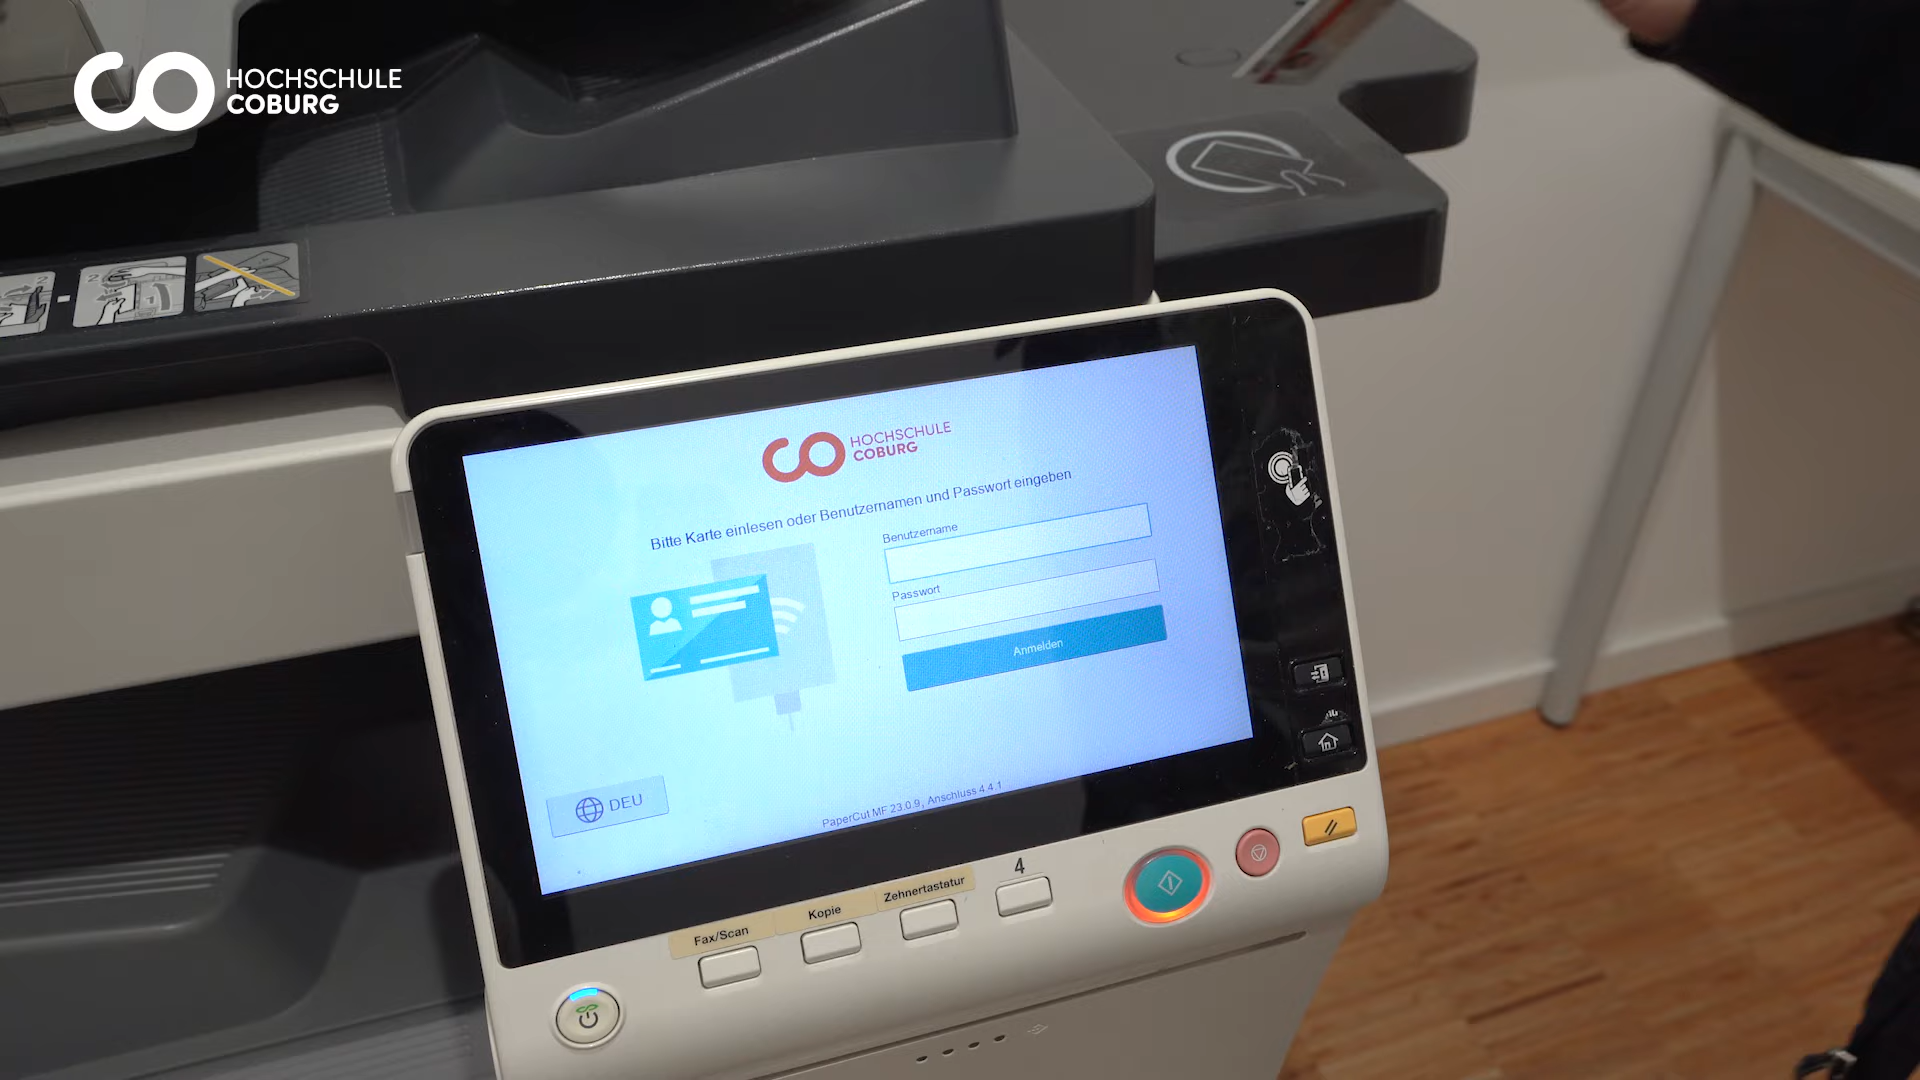 HOCHSCHULE
COBURG
2
HOCHSCHULE
COBURG
Bitte Karte einlesen oder Benutzernamen und Passwort eingeben
Benutzername
Passwort
Anmelden
DEU
PaperCut MF 23.0.9, Anschluss 4.4.1
Fax/Scan
Kopie
Zehnertastatur
4